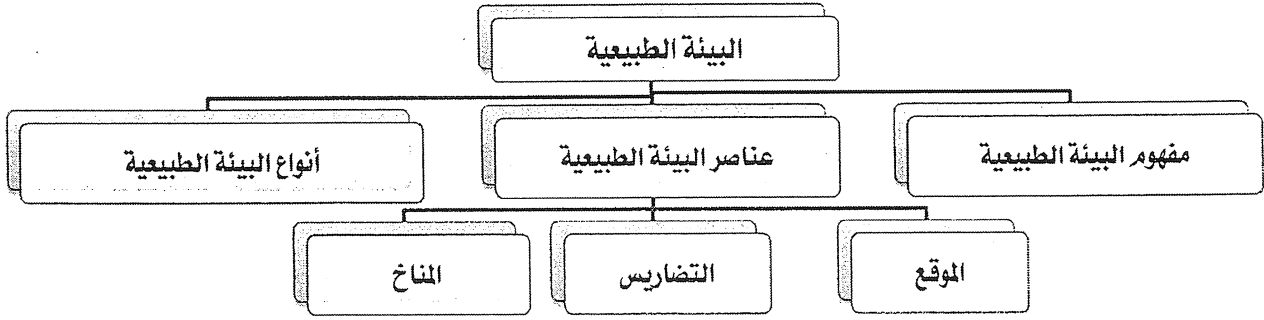 البيئة الطبيعية
مفهوم البيئة الطبيعية
عناصر البيئة الطبيعية
أنواع البيئة الطبيعية
الموقع
التضاريس
المناخ